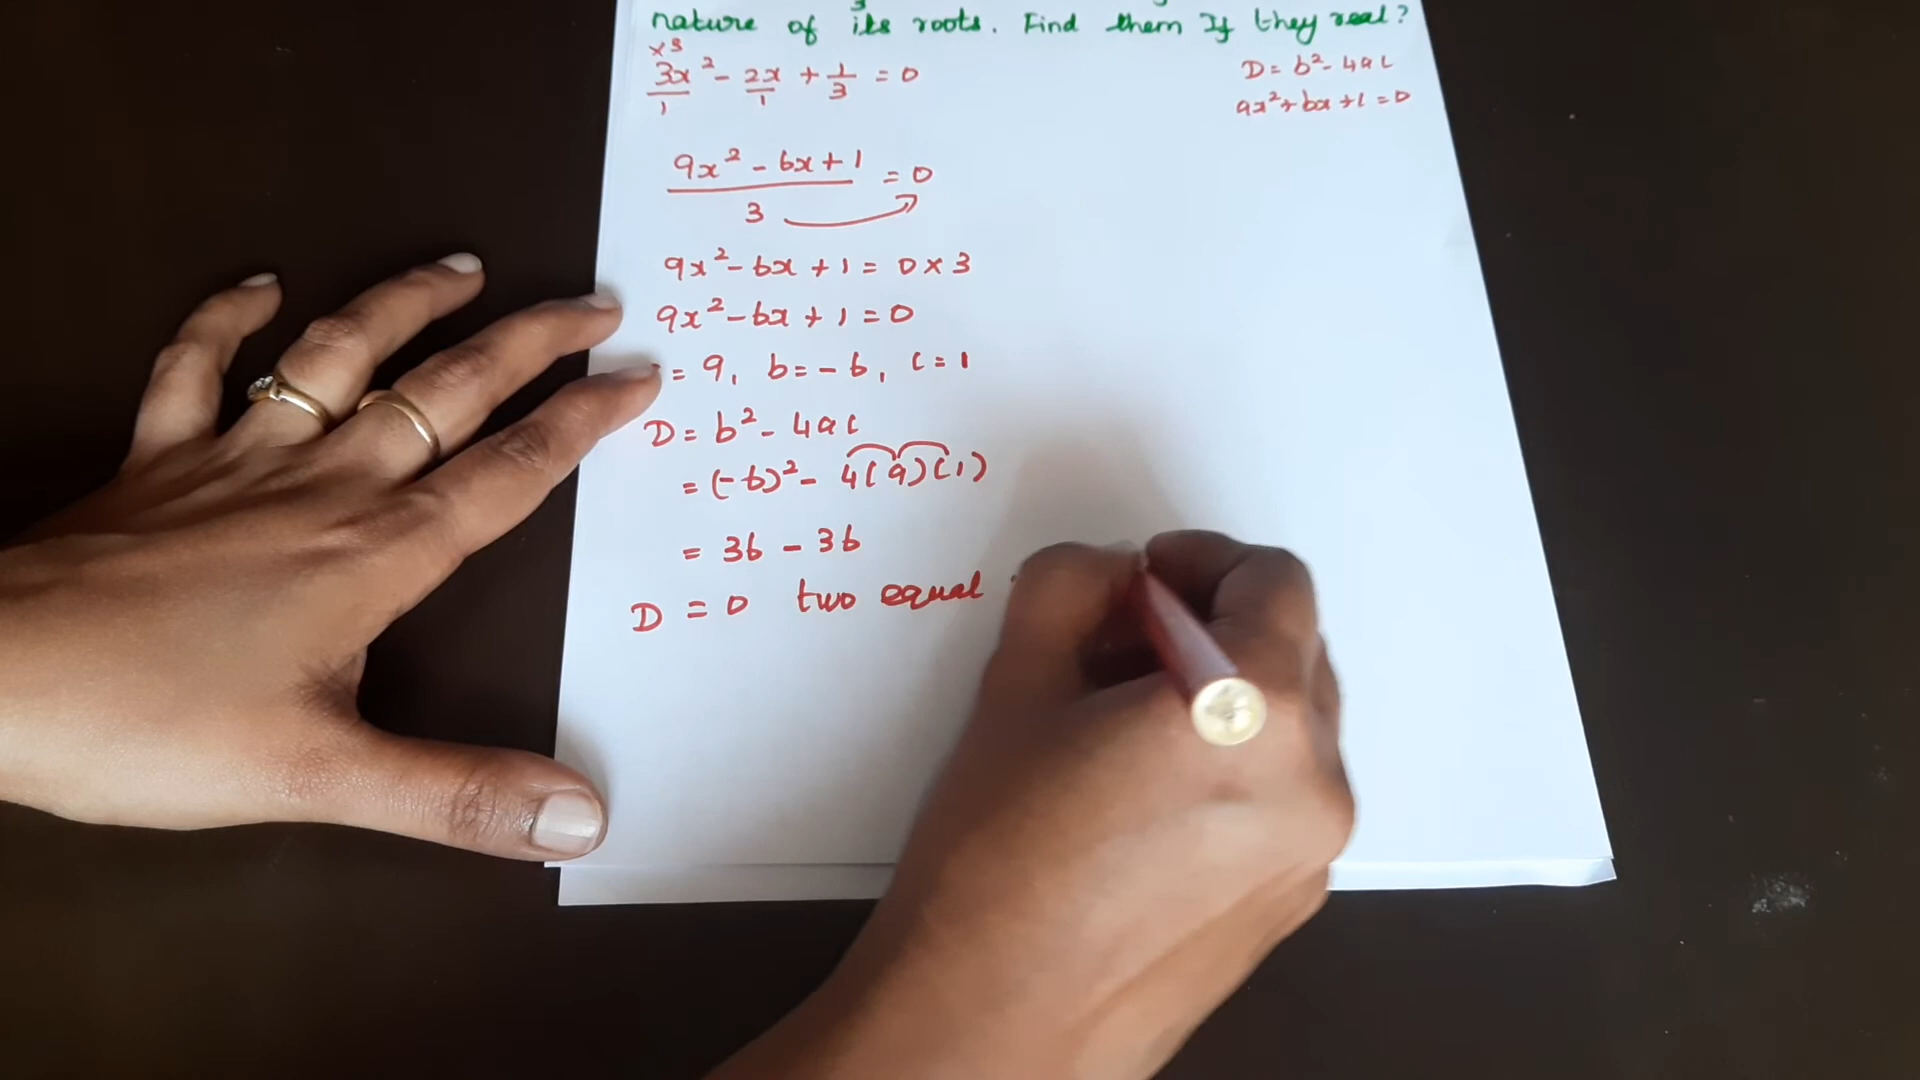 nature of its roots. Find them If they real?
×3
3x²/1 - 2x/1 + 1/3 = 0
D = b² - 4ac
ax² + bx + c = 0
9x² - 6x + 1 / 3 = 0
9x² - 6x + 1 = 0 × 3
9x² - 6x + 1 = 0
= 9, b = -6, c = 1
D = b² - 4ac
= (-6)² - 4(9)(1)
= 36 - 36
D = 0 two equal